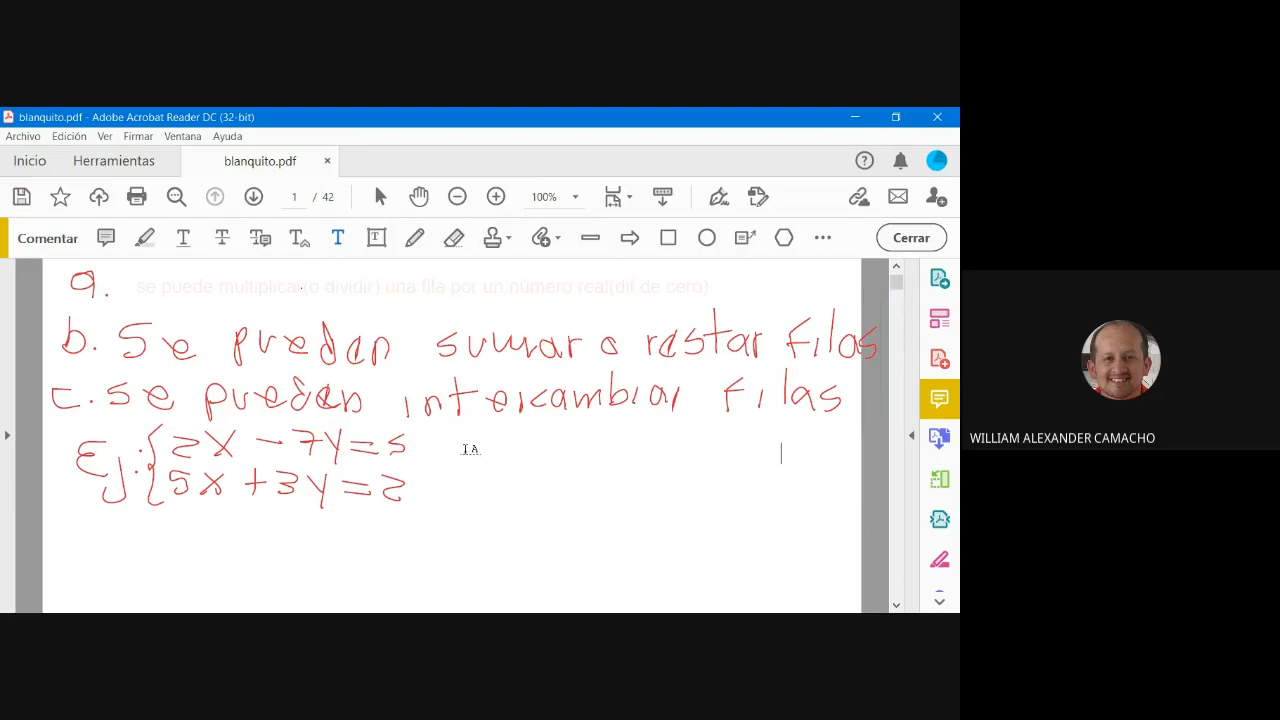 blanquito.pdf - Adobe Acrobat Reader DC (32-bit)
Archivo Edición Ver Firmar Ventana Ayuda
Inicio Herramientas blanquito.pdf ×
1 / 42 100%
Comentar Cerrar
a. se puede multiplicar(o dividir) una fila por un número real(dif de cero)
b. Se pueden sumar o restar filas
c. se pueden intercambiar filas
Ej: 2x - 7y = 5
5x + 3y = 2
WILLIAM ALEXANDER CAMACHO